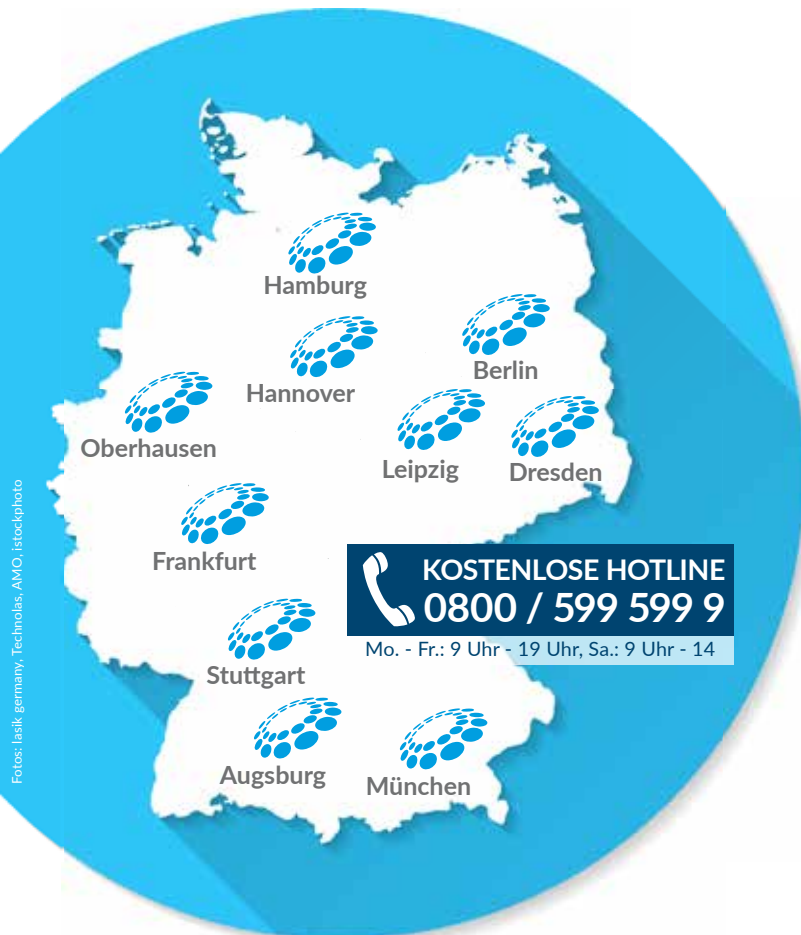 Hamburg
Berlin
Hannover
Oberhausen
Leipzig
Dresden
Frankfurt
KOSTENLOSE HOTLINE
0800 / 599 599 9
Mo. - Fr.: 9 Uhr - 19 Uhr, Sa.: 9 Uhr - 14
Stuttgart
Augsburg
München
Fotos: lasik germany, Technolas, AMO, istockphoto